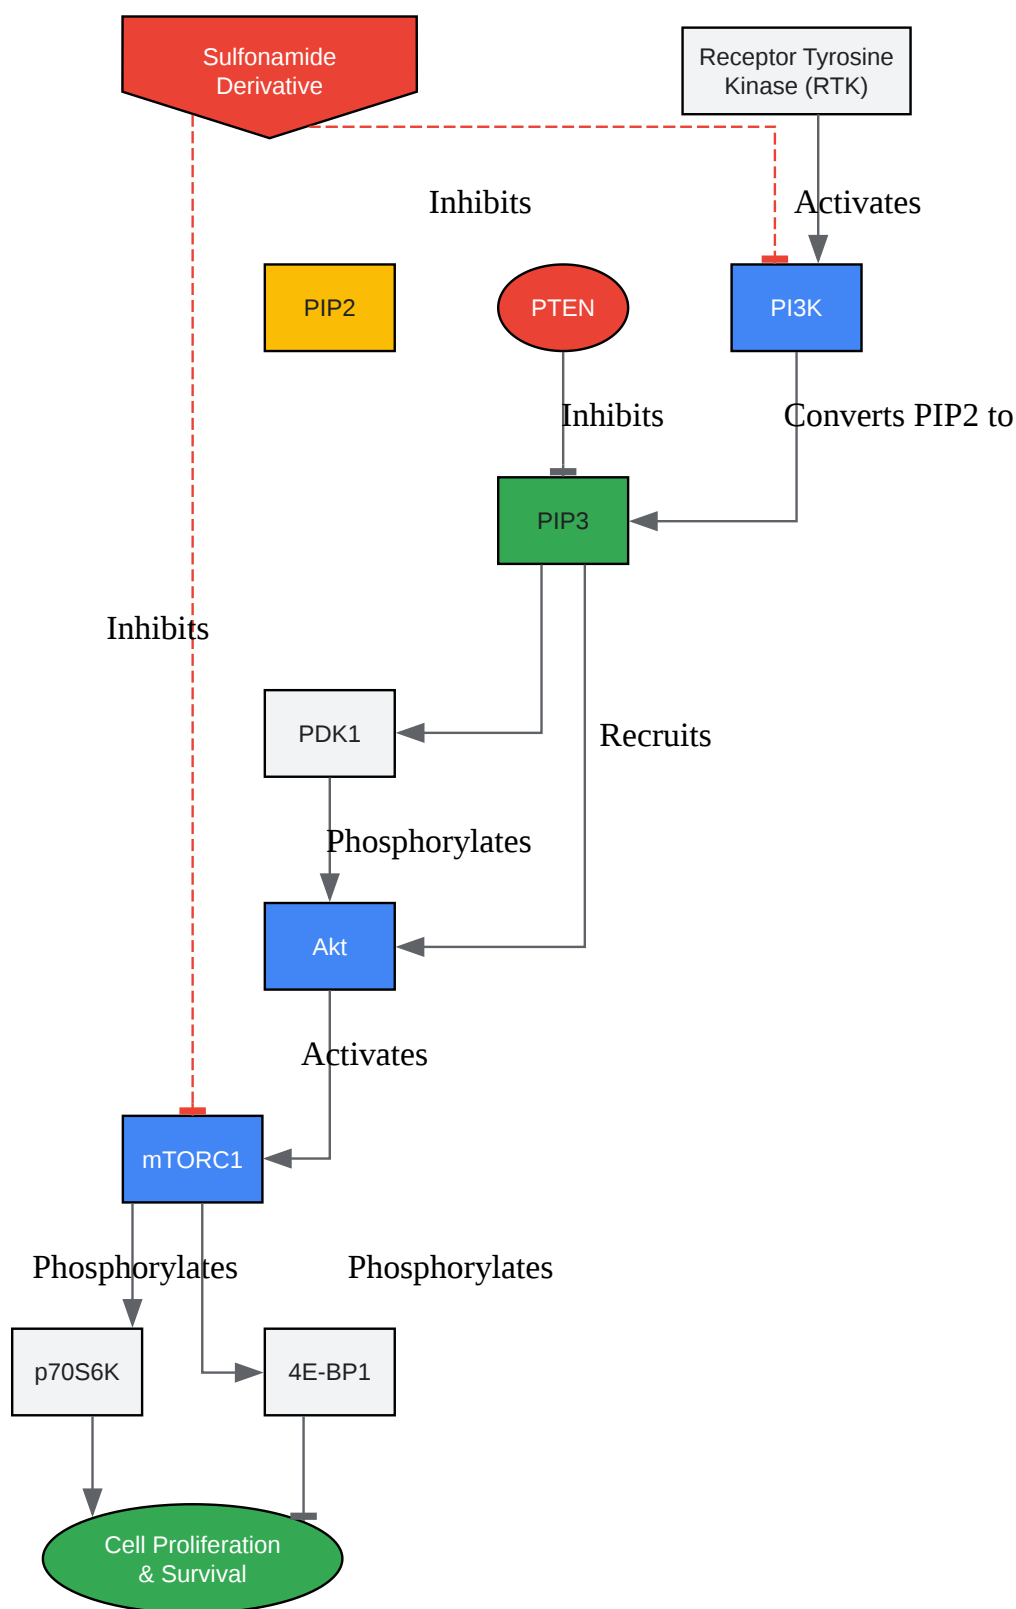 Sulfonamide
Derivative
Receptor Tyrosine
Kinase (RTK)
Inhibits
Activates
PIP2
PTEN
PI3K
Inhibits
Converts PIP2 to
PIP3
Inhibits
PDK1
Recruits
Phosphorylates
Akt
Activates
mTORC1
Phosphorylates
Phosphorylates
p70S6K
4E-BP1
Cell Proliferation
& Survival